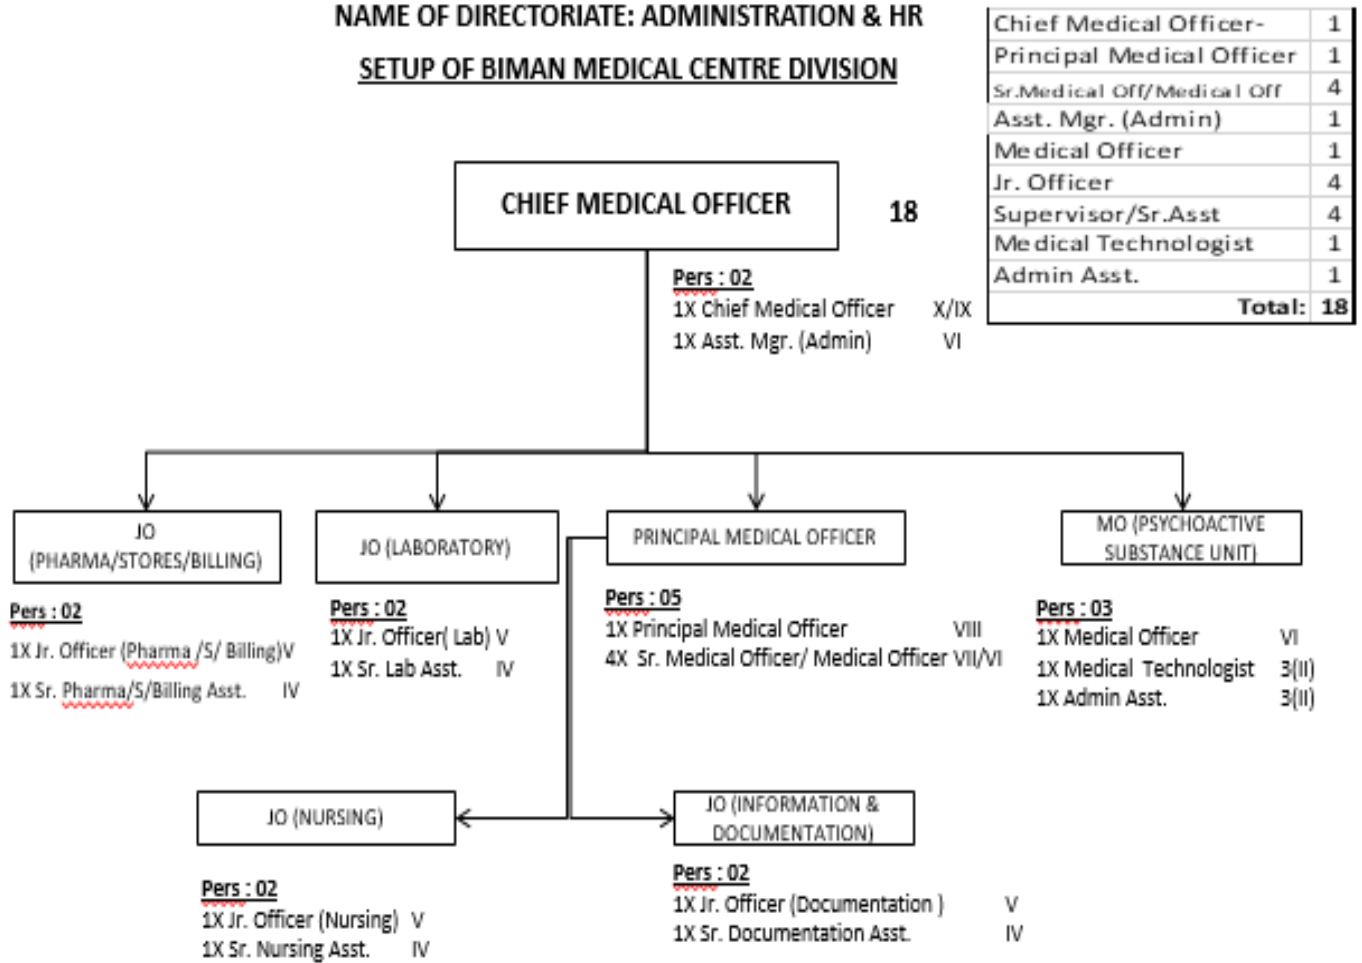 NAME OF DIRECTORIATE: ADMINISTRATION & HR
SETUP OF BIMAN MEDICAL CENTRE DIVISION
Chief Medical Officer- 1
Principal Medical Officer 1
Sr.Medical Off/Medical Off 4
Asst. Mgr. (Admin) 1
Medical Officer 1
Jr. Officer 4
Supervisor/Sr.Asst 4
Medical Technologist 1
Admin Asst. 1
Total: 18
CHIEF MEDICAL OFFICER
18
Pers : 02
1X Chief Medical Officer X/IX
1X Asst. Mgr. (Admin) VI
JO
(PHARMA/STORES/BILLING)
Pers : 02
1X Jr. Officer (Pharma /S/ Billing)V
1X Sr. Pharma/S/Billing Asst. IV
JO (LABORATORY)
Pers : 02
1X Jr. Officer( Lab) V
1X Sr. Lab Asst. IV
PRINCIPAL MEDICAL OFFICER
Pers : 05
1X Principal Medical Officer VIII
4X Sr. Medical Officer/ Medical Officer VII/VI
MO (PSYCHOACTIVE
SUBSTANCE UNIT)
Pers : 03
1X Medical Officer VI
1X Medical Technologist 3(II)
1X Admin Asst. 3(II)
JO (NURSING)
Pers : 02
1X Jr. Officer (Nursing) V
1X Sr. Nursing Asst. IV
JO (INFORMATION &
DOCUMENTATION)
Pers : 02
1X Jr. Officer (Documentation ) V
1X Sr. Documentation Asst. IV